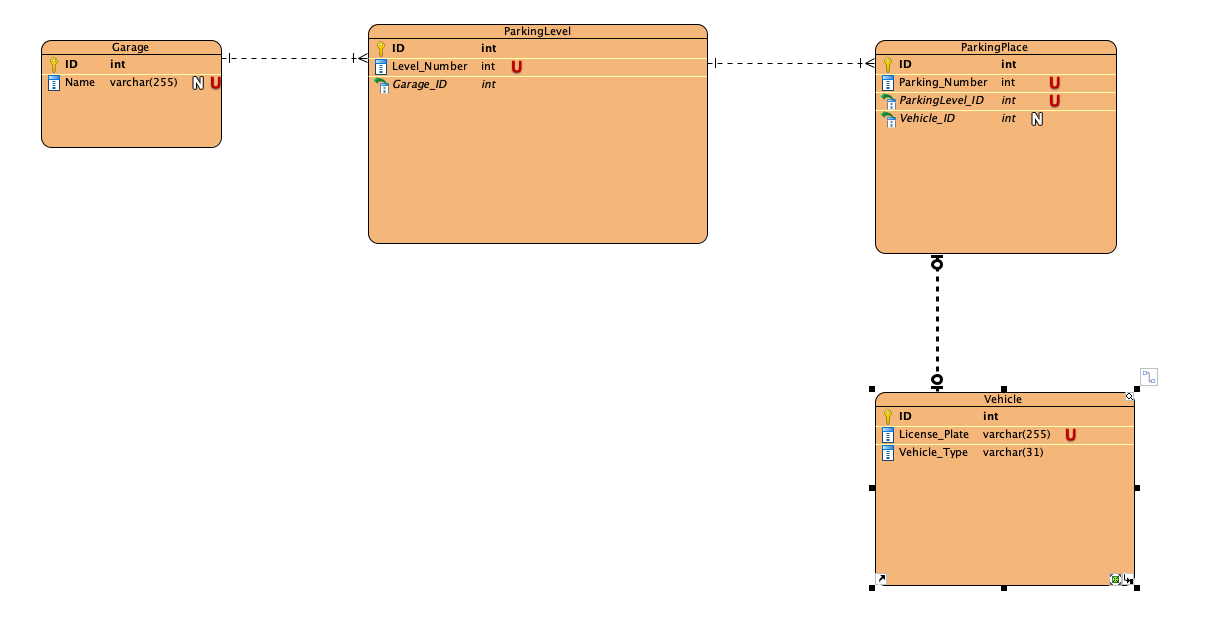 Garage
ID int
Name varchar(255) N U
ParkingLevel
ID int
Level_Number int U
Garage_ID int
ParkingPlace
ID int
Parking_Number int U
ParkingLevel_ID int U
Vehicle_ID int N
Vehicle
ID int
License_Plate varchar(255) U
Vehicle_Type varchar(31)